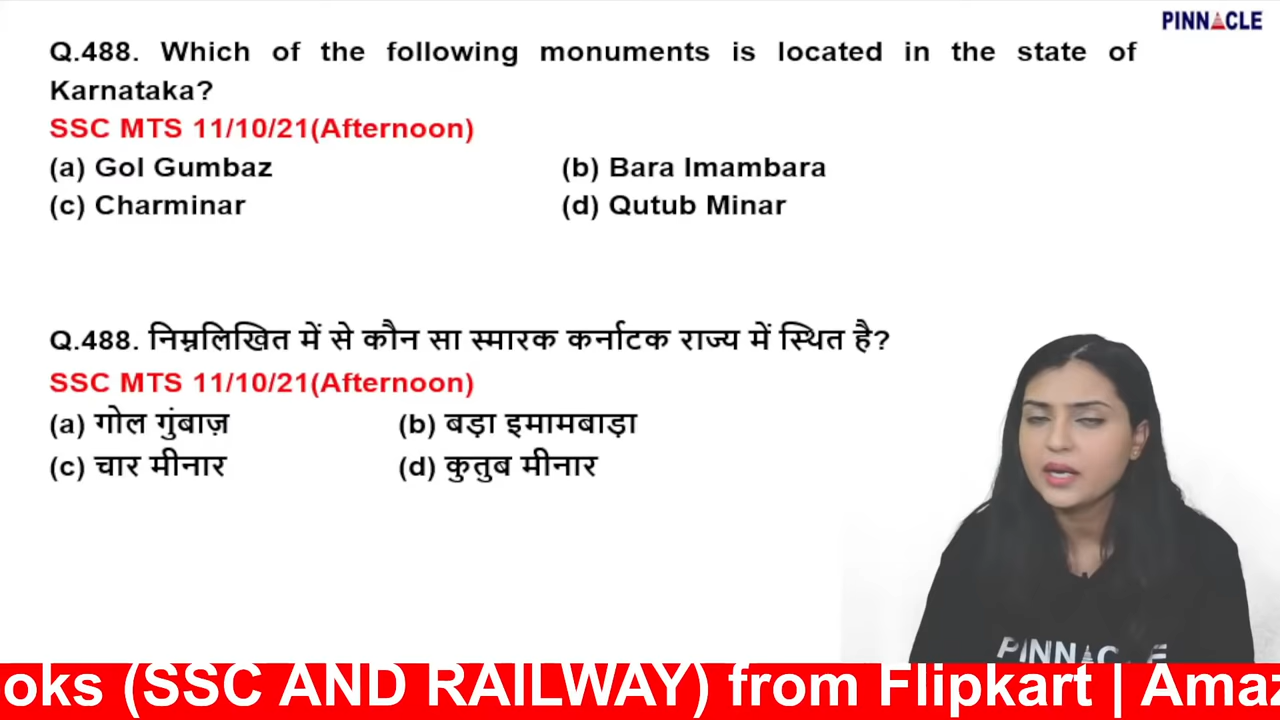 PINNACLE
Q.488. Which of the following monuments is located in the state of
Karnataka?
SSC MTS 11/10/21(Afternoon)
(a) Gol Gumbaz (b) Bara Imambara
(c) Charminar (d) Qutub Minar
Q.488. निम्नलिखित में से कौन सा स्मारक कर्नाटक राज्य में स्थित है?
SSC MTS 11/10/21(Afternoon)
(a) गोल गुंबाज़ (b) बड़ा इमामबाड़ा
(c) चार मीनार (d) कुतुब मीनार
PINNACLE
oks (SSC AND RAILWAY) from Flipkart | Amaz